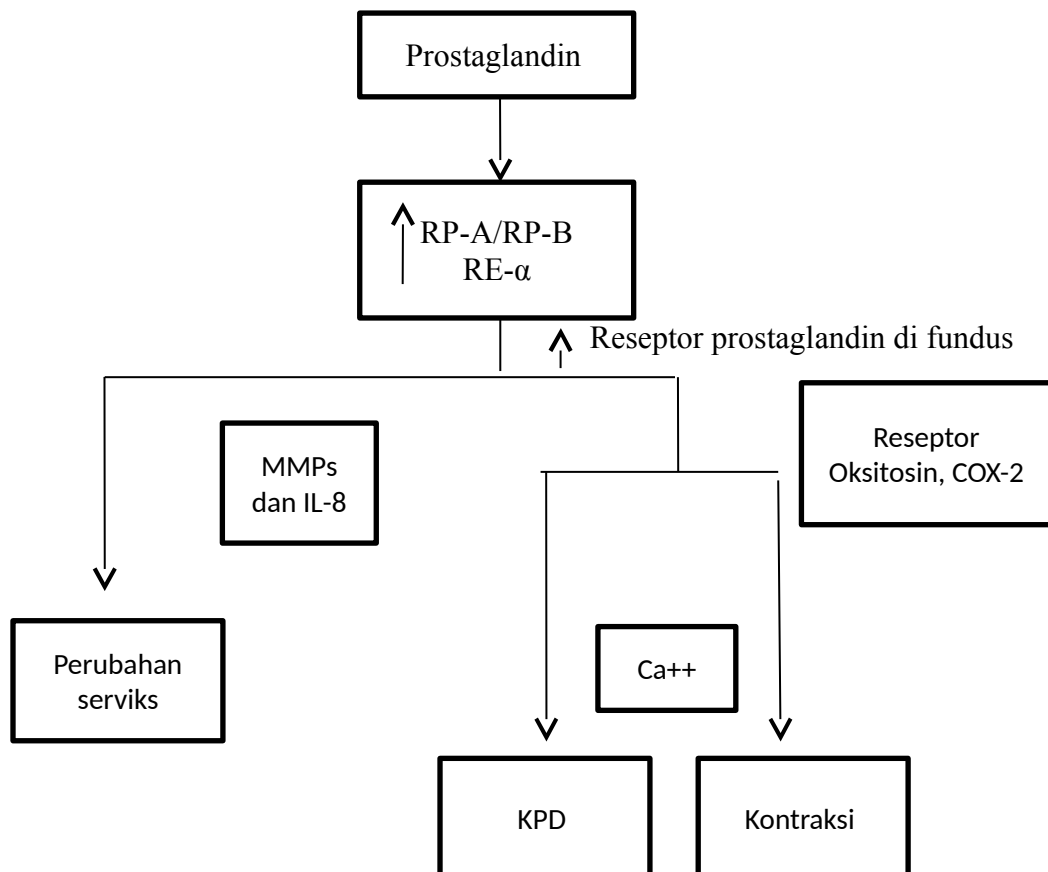 Prostaglandin
RP-A/RP-B
RE-α
Reseptor prostaglandin di fundus
MMPs
dan IL-8
Reseptor
Oksitosin, COX-2
Perubahan
serviks
Ca++
KPD
Kontraksi